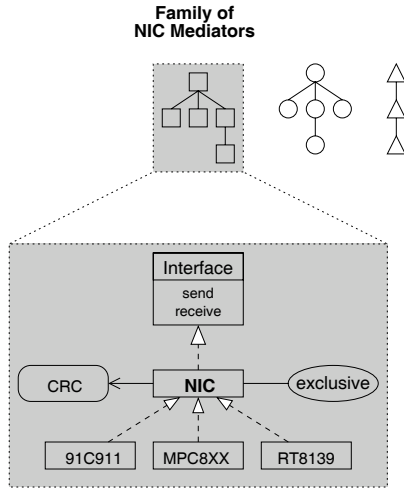 Family of
NIC Mediators
Interface
send
receive
CRC
NIC
exclusive
91C911
MPC8XX
RT8139